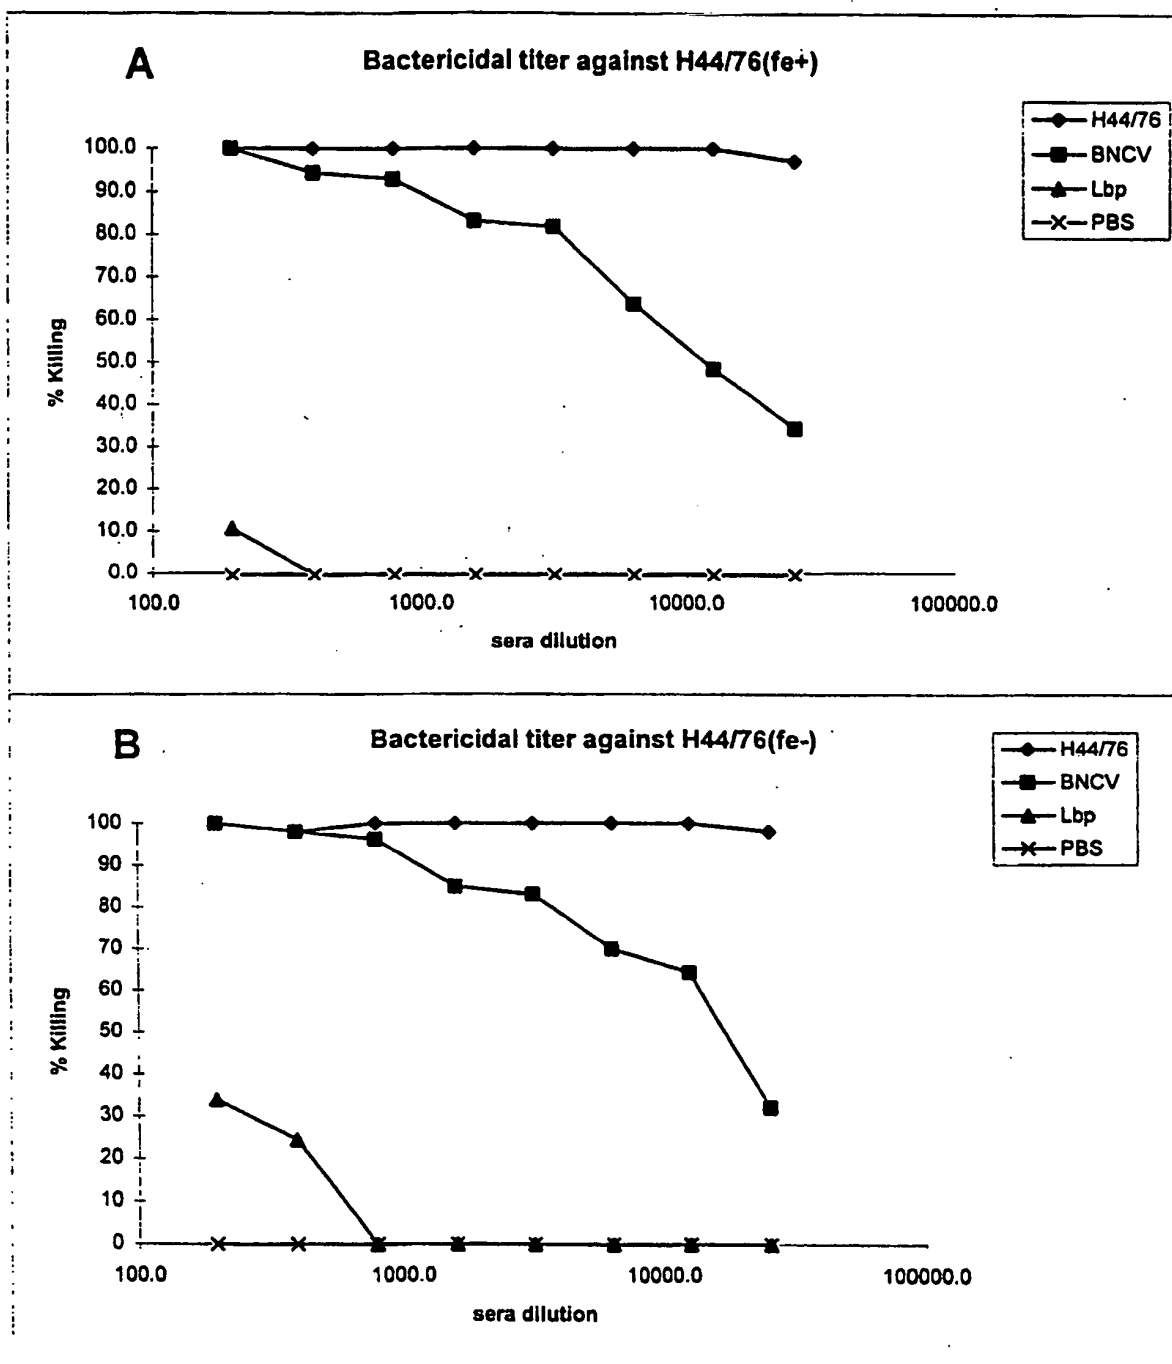 A
Bactericidal titer against H44/76(fe+)
H44/76
BNCV
Lbp
PBS
100.0
90.0
80.0
70.0
60.0
50.0
40.0
30.0
20.0
10.0
0.0
% Killing
100.0 1000.0 10000.0 100000.0
sera dilution
B
Bactericidal titer against H44/76(fe-)
H44/76
BNCV
Lbp
PBS
100
90
80
70
60
50
40
30
20
10
0
% Killing
100.0 1000.0 10000.0 100000.0
sera dilution